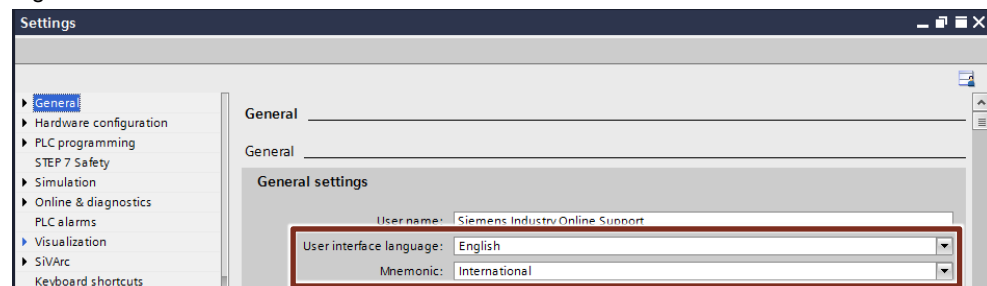 Settings
General
Hardware configuration
PLC programming
STEP 7 Safety
Simulation
Online & diagnostics
PLC alarms
Visualization
SiVArc
Keyboard shortcuts
General
General
General settings
User name: Siemens Industry Online Support
User interface language: English
Mnemonic: International